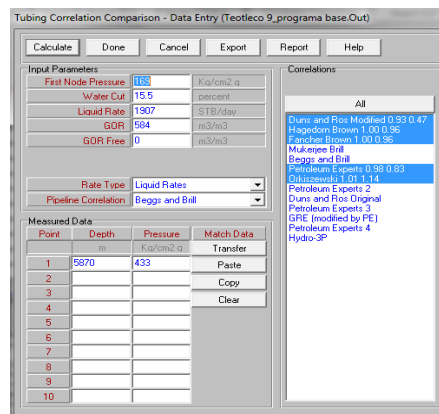 Tubing Correlation Comparison - Data Entry (Teotleco 9_programa base.Out)
Calculate Done Cancel Export Report Help
Input Parameters
First Node Pressure 169 Kg/cm2 g
Water Cut 15.5 percent
Liquid Rate 1907 STB/day
GOR 584 m3/m3
GOR Free 0 m3/m3
Rate Type Liquid Rates
Pipeline Correlation Beggs and Brill
Measured Data
Point Depth Pressure Match Data
m Kg/cm2 g Transfer
1 5870 433 Paste
2 Copy
3 Clear
4
5
6
7
8
9
10
Correlations
All
Duns and Ros Modified 0.93 0.47
Hagedorn Brown 1.00 0.96
Fancher Brown 1.00 0.96
Mukerjee Brill
Beggs and Brill
Petroleum Experts 0.98 0.83
Orkiszewski 1.01 1.14
Petroleum Experts 2
Duns and Ros Original
Petroleum Experts 3
GRE (modified by PE)
Petroleum Experts 4
Hydro-3P